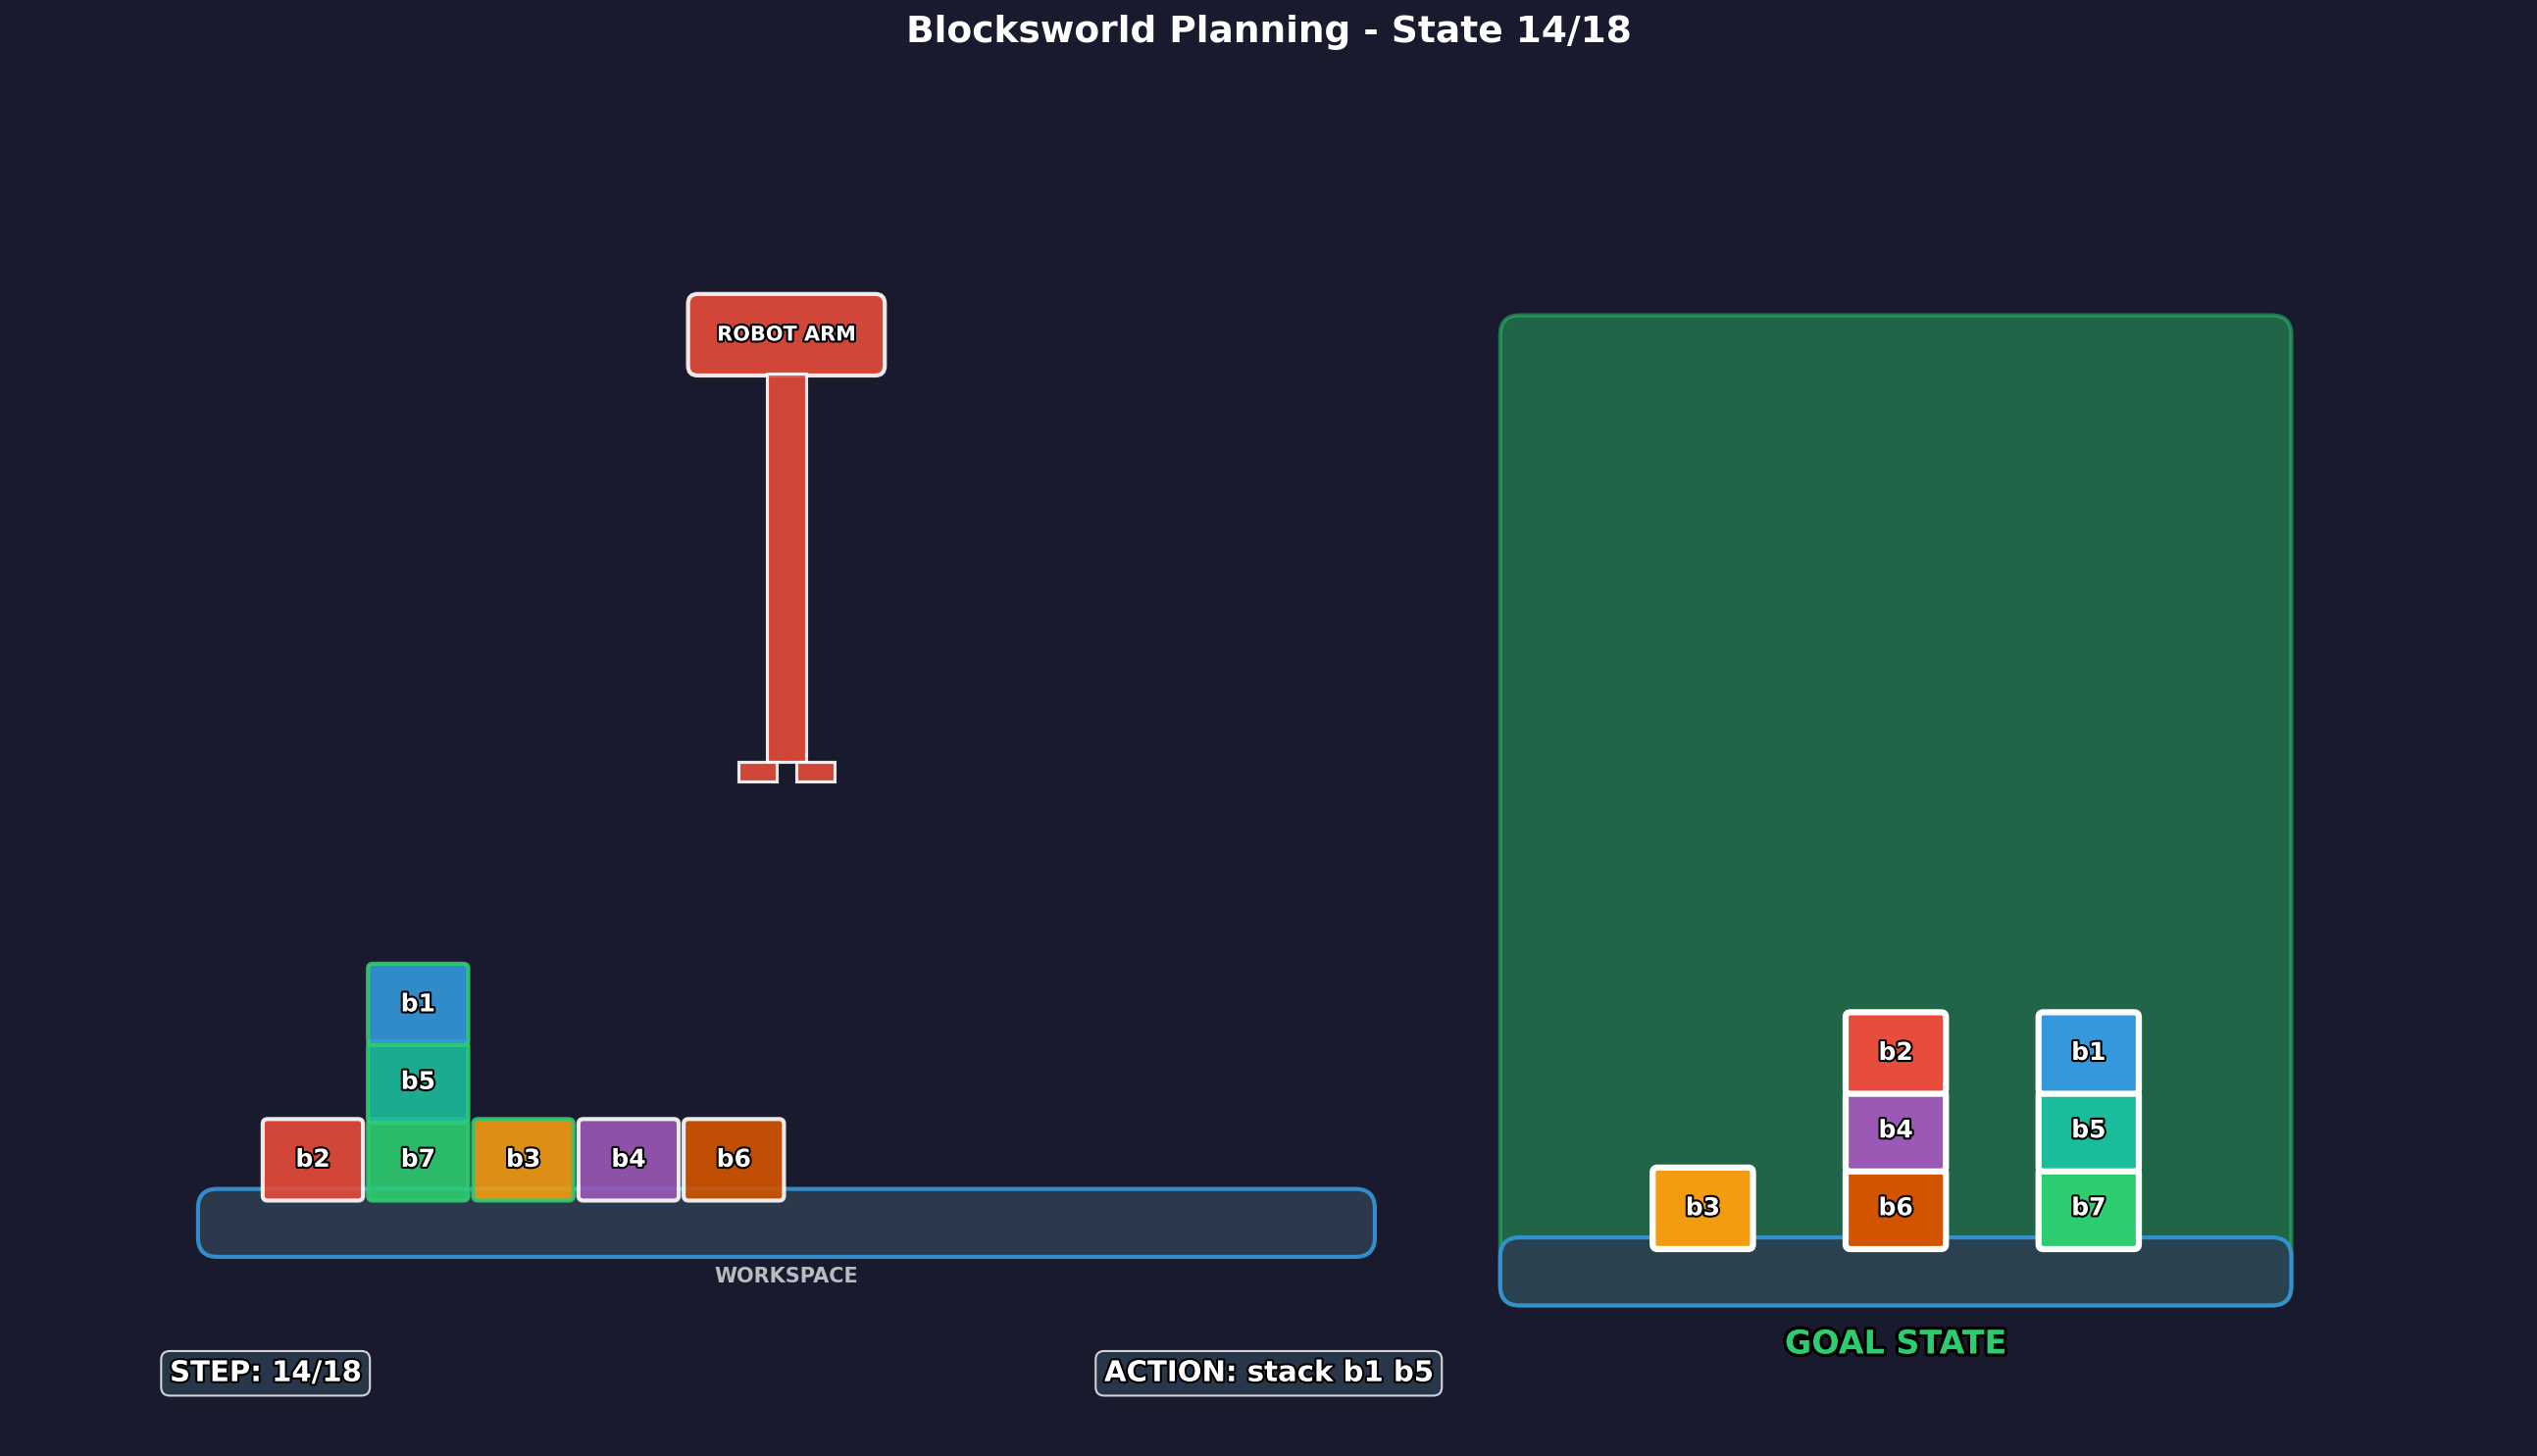 Blocksworld Planning - State 14/18
ROBOT ARM
b1
b5
b2 b7 b3 b4 b6
WORKSPACE
b2 b1
b4 b5
b3 b6 b7
GOAL STATE
STEP: 14/18
ACTION: stack b1 b5